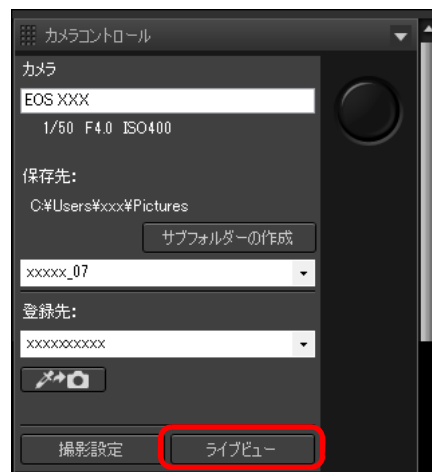 カメラコントロール
カメラ
EOS XXX
1/50 F4.0 ISO400
保存先:
C:¥Users¥xxx¥Pictures
サブフォルダーの作成
xxxxx_07
登録先:
xxxxxxxxxx
撮影設定 ライブビュー